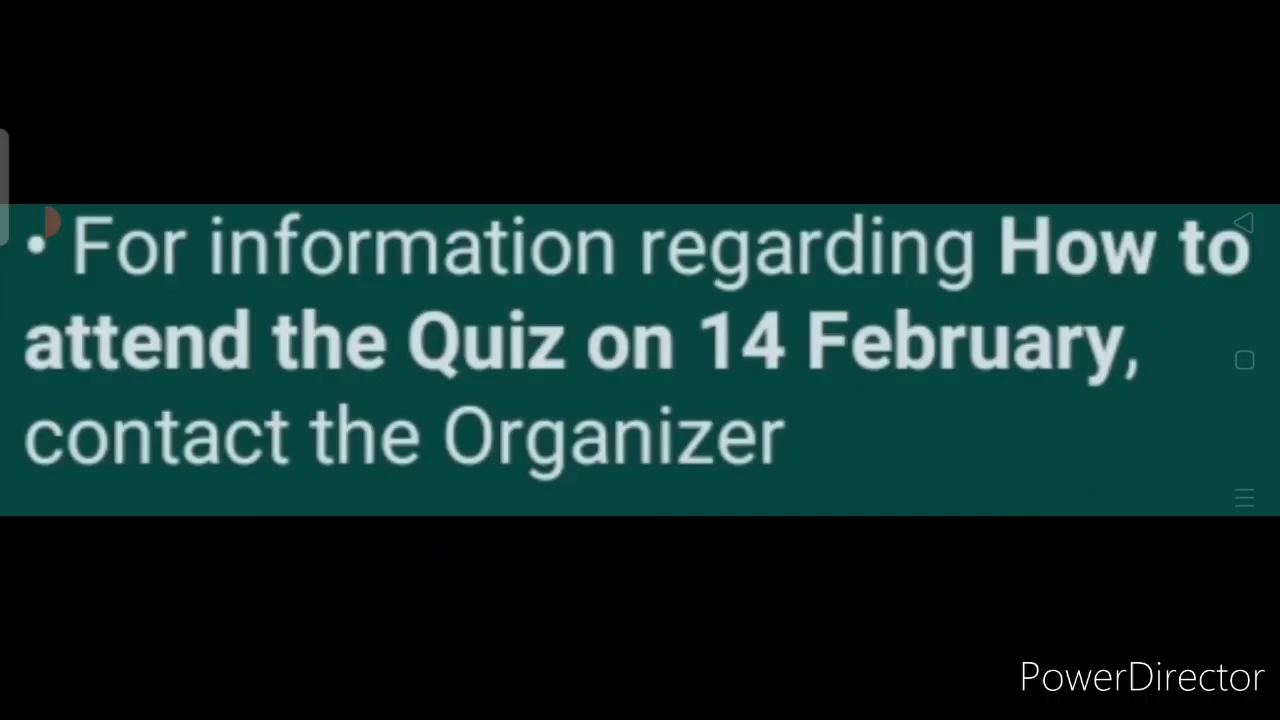 • For information regarding How to
attend the Quiz on 14 February,
contact the Organizer
PowerDirector